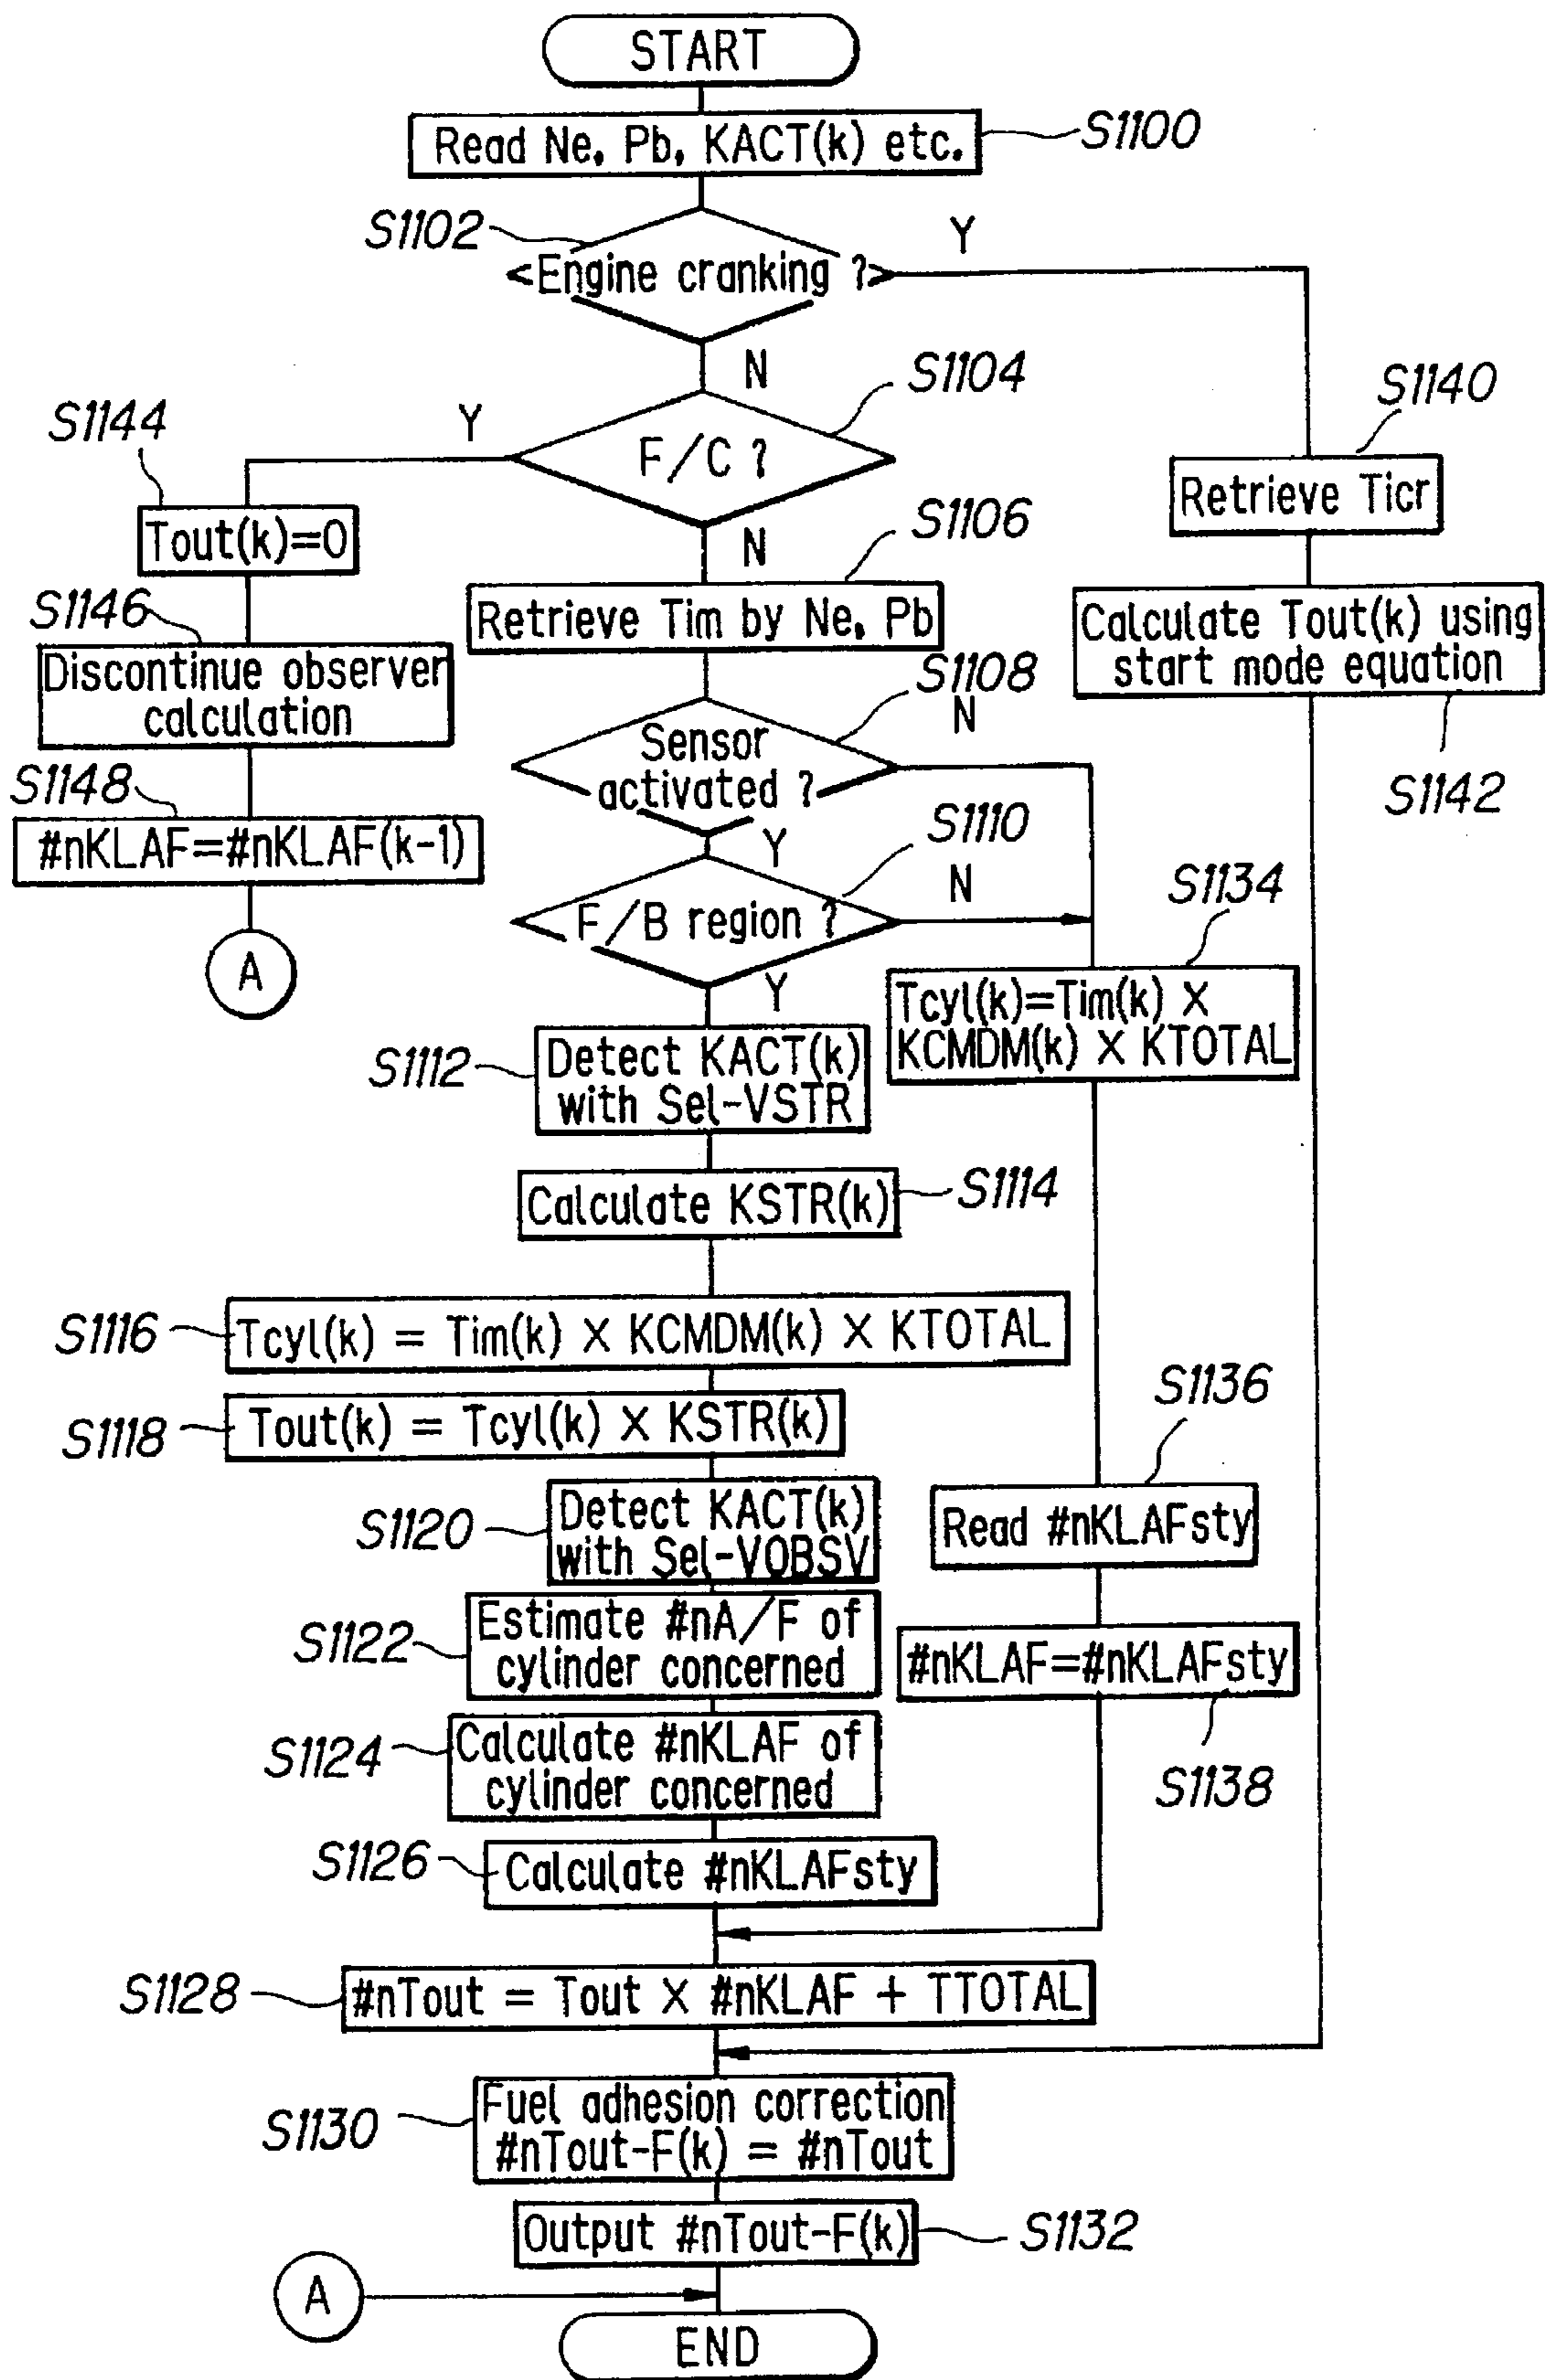 START
Read Ne, Pb, KACT(k) etc.
S1100
S1102
Engine cranking ?
Y
N
S1104
F/C ?
Y
N
S1144
Tout(k)=0
S1146
Discontinue observer
calculation
S1148
#nKLAF=#nKLAF(k-1)
A
S1106
Retrieve Tim by Ne, Pb
S1108
N
Sensor
activated ?
Y
S1110
F/B region ?
N
Y
S1140
Retrieve Ticr
Calculate Tout(k) using
start mode equation
S1142
S1134
Tcyl(k)=Tim(k) X
KCMDM(k) X KTOTAL
S1112
Detect KACT(k)
with Sel-VSTR
Calculate KSTR(k)
S1114
S1116
Tcyl(k) = Tim(k) X KCMDM(k) X KTOTAL
S1118
Tout(k) = Tcyl(k) X KSTR(k)
S1136
Read #nKLAFsty
S1120
Detect KACT(k)
with Sel-VOBSV
S1122
Estimate #nA/F of
cylinder concerned
#nKLAF=#nKLAFsty
S1138
S1124
Calculate #nKLAF of
cylinder concerned
S1126
Calculate #nKLAFsty
S1128
#nTout = Tout X #nKLAF + TTOTAL
S1130
Fuel adhesion correction
#nTout-F(k) = #nTout
Output #nTout-F(k)
S1132
A
END